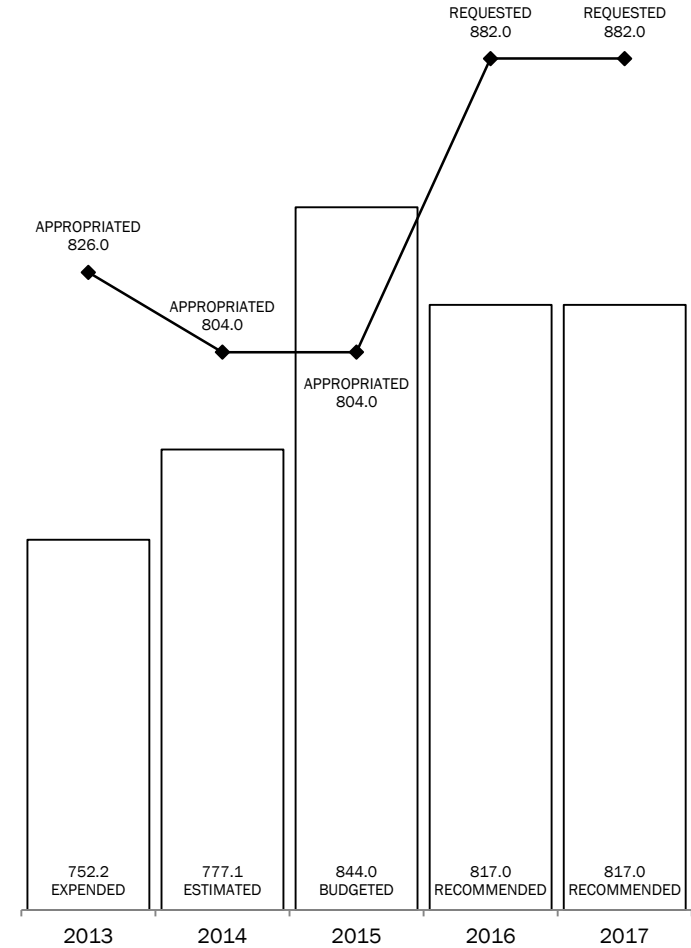 REQUESTED
882.0
REQUESTED
882.0
APPROPRIATED
826.0
APPROPRIATED
804.0
APPROPRIATED
804.0
752.2
EXPENDED
777.1
ESTIMATED
844.0
BUDGETED
817.0
RECOMMENDED
817.0
RECOMMENDED
2013
2014
2015
2016
2017